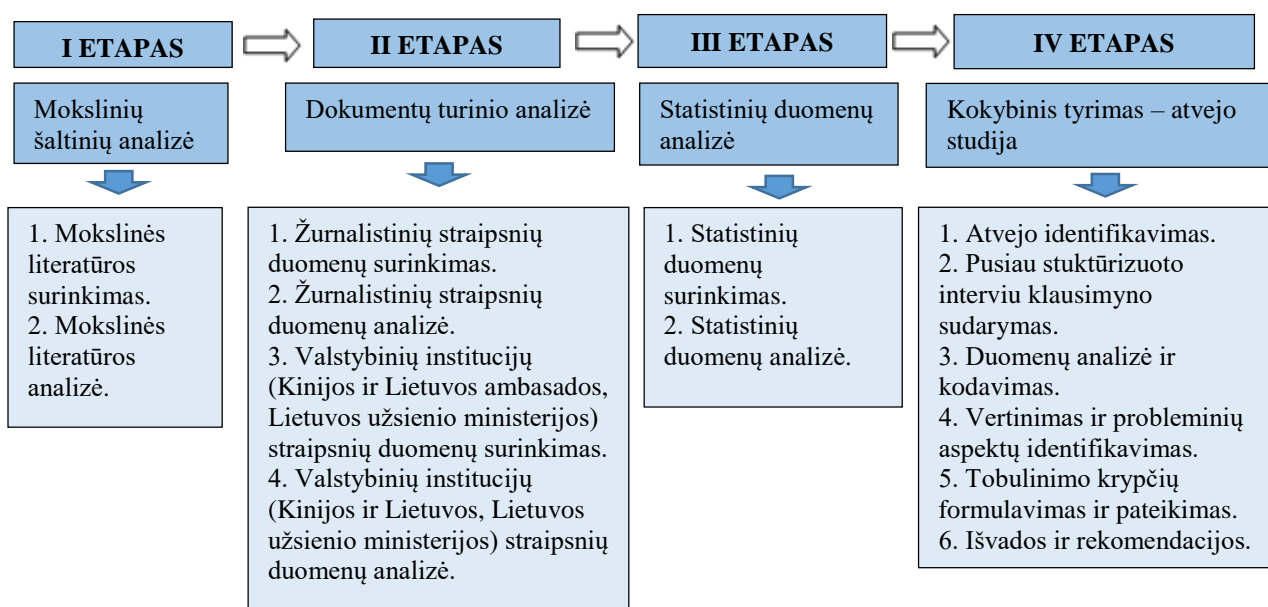 I ETAPAS
II ETAPAS
III ETAPAS
IV ETAPAS
Mokslinių
šaltinių analizė
Dokumentų turinio analizė
Statistinių duomenų
analizė
Kokybinis tyrimas – atvejo
studija
1. Mokslinės
literatūros
surinkimas.
2. Mokslinės
literatūros
analizė.
1. Žurnalistinių straipsnių
duomenų surinkimas.
2. Žurnalistinių straipsnių
duomenų analizė.
3. Valstybinių institucijų
(Kinijos ir Lietuvos ambasados,
Lietuvos užsienio ministerijos)
straipsnių duomenų surinkimas.
4. Valstybinių institucijų
(Kinijos ir Lietuvos, Lietuvos
užsienio ministerijos) straipsnių
duomenų analizė.
1. Statistinių
duomenų
surinkimas.
2. Statistinių
duomenų analizė.
1. Atvejo identifikavimas.
2. Pusiau stuktūrizuoto
interviu klausimyno
sudarymas.
3. Duomenų analizė ir
kodavimas.
4. Vertinimas ir probleminių
aspektų identifikavimas.
5. Tobulinimo krypčių
formulavimas ir pateikimas.
6. Išvados ir rekomendacijos.